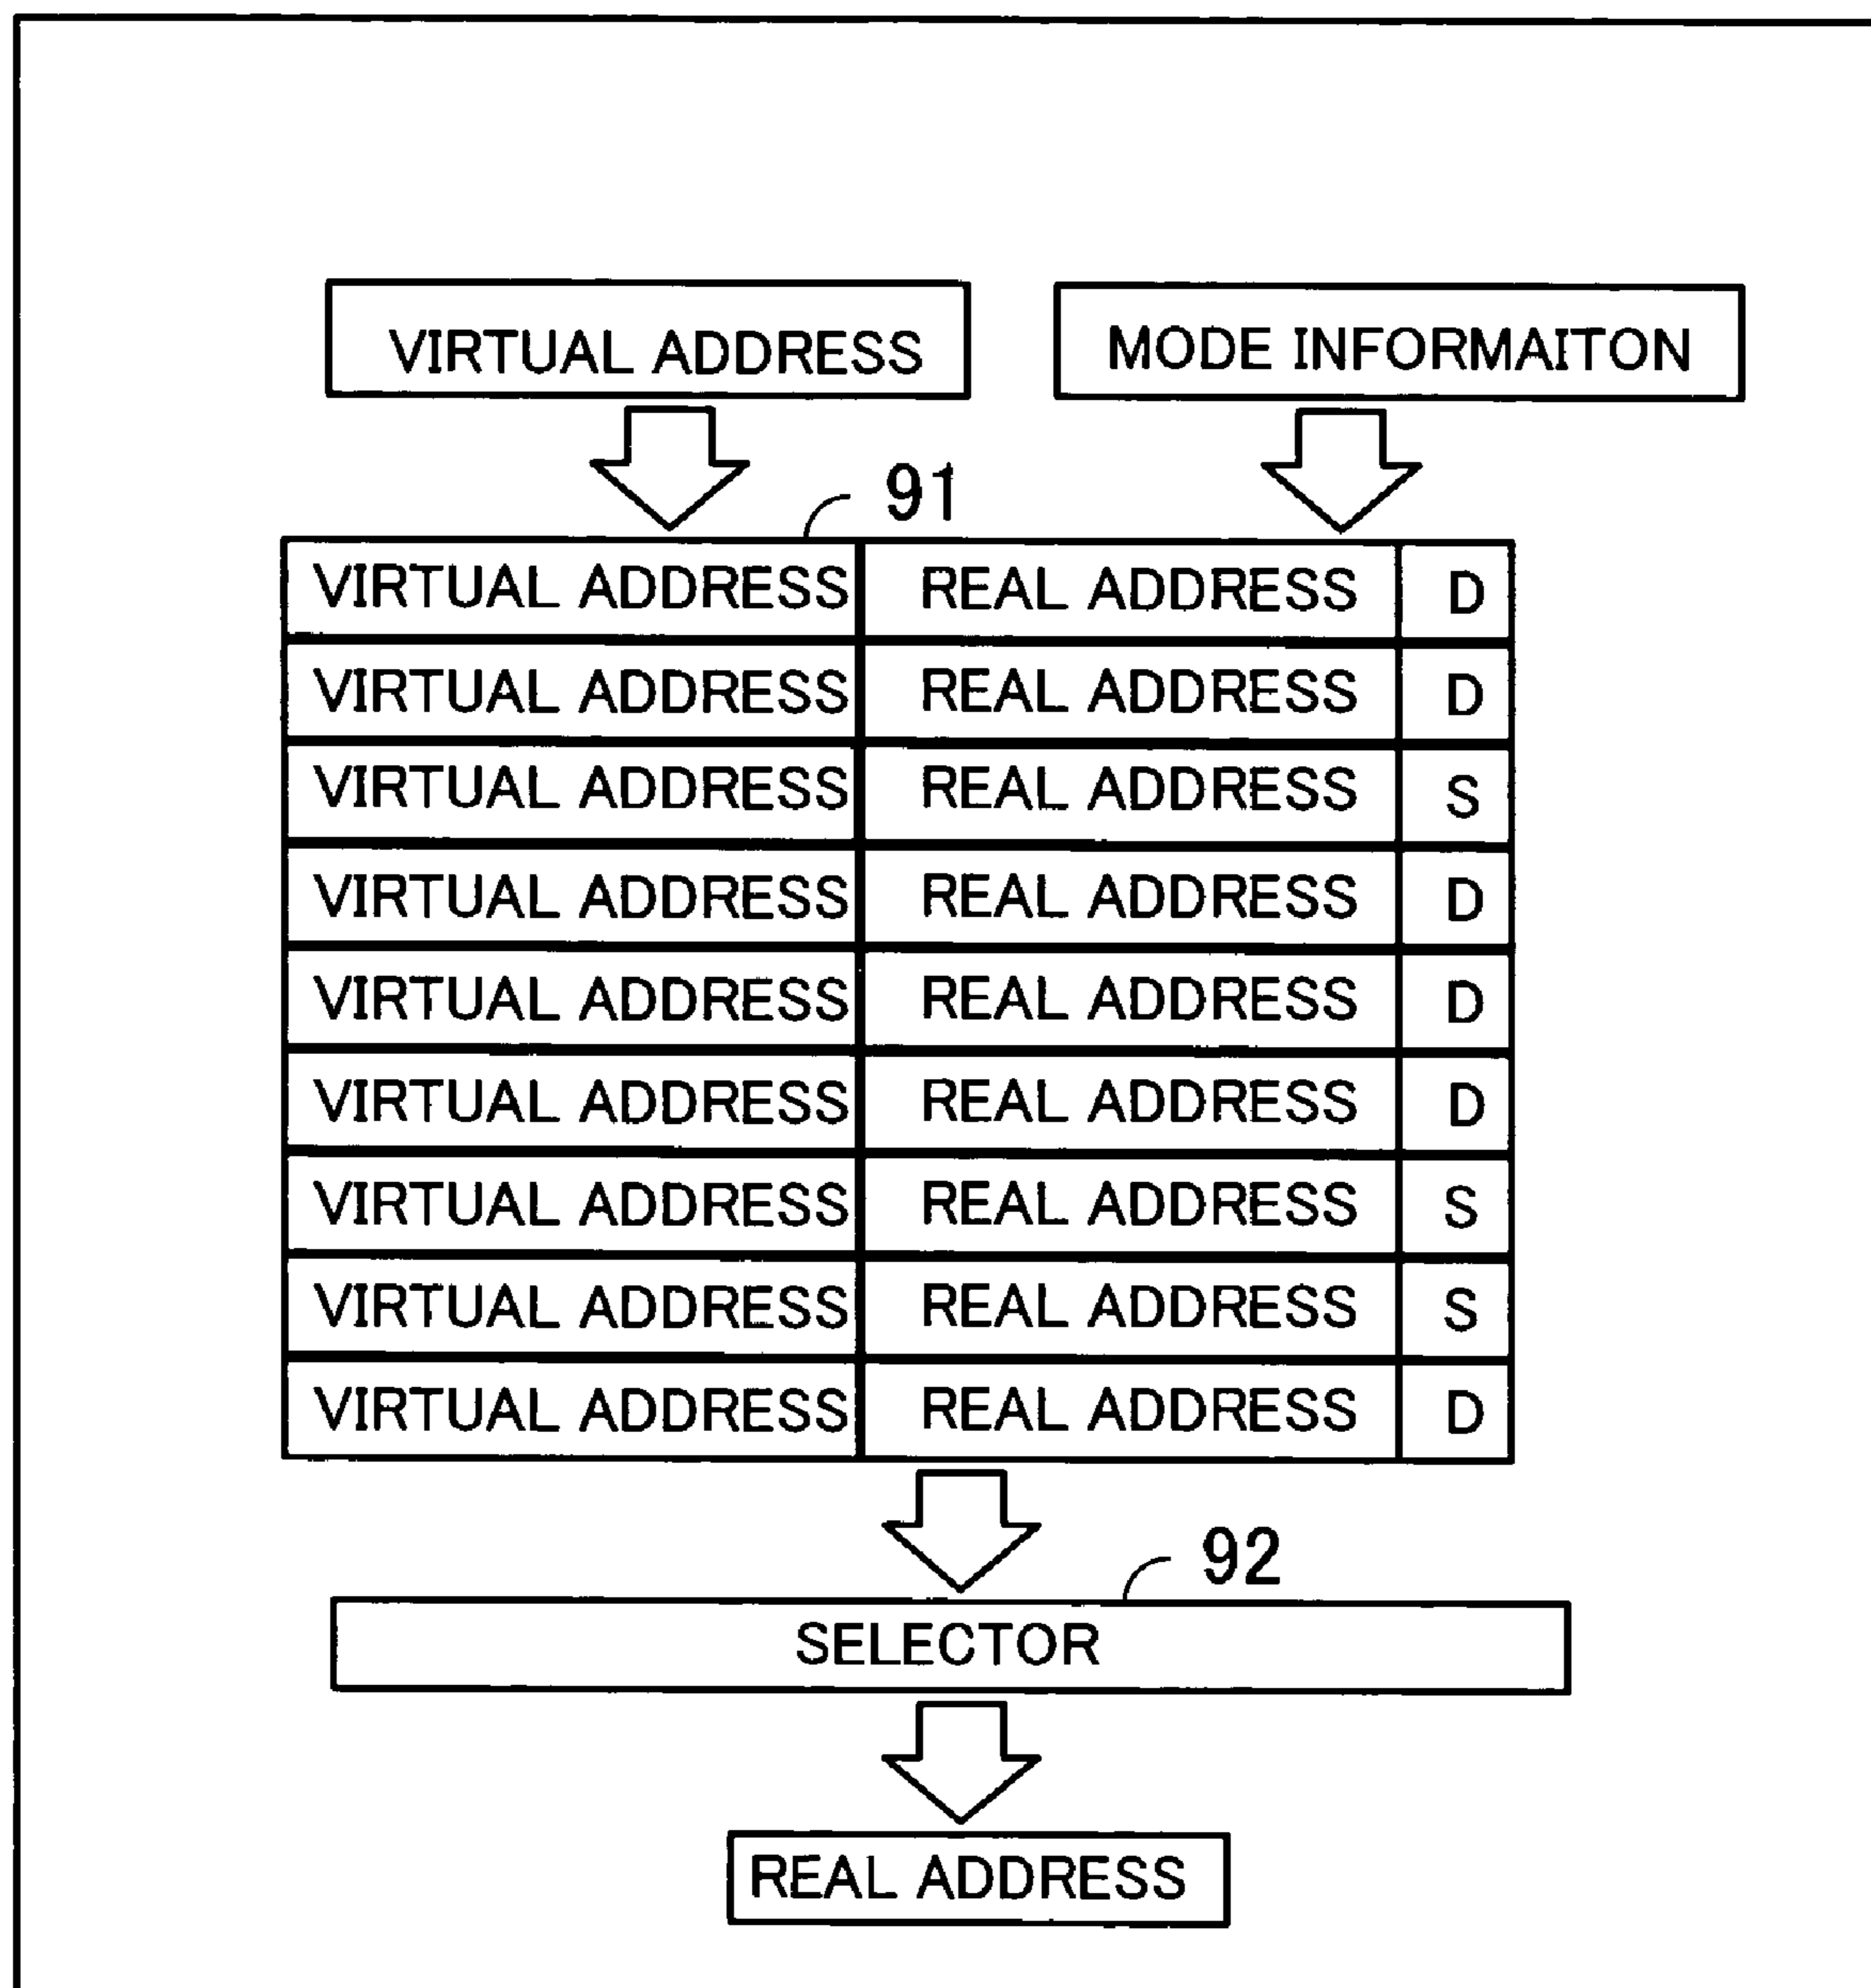 VIRTUAL ADDRESS
MODE INFORMAITON
91
VIRTUAL ADDRESS REAL ADDRESS D
VIRTUAL ADDRESS REAL ADDRESS D
VIRTUAL ADDRESS REAL ADDRESS S
VIRTUAL ADDRESS REAL ADDRESS D
VIRTUAL ADDRESS REAL ADDRESS D
VIRTUAL ADDRESS REAL ADDRESS D
VIRTUAL ADDRESS REAL ADDRESS S
VIRTUAL ADDRESS REAL ADDRESS S
VIRTUAL ADDRESS REAL ADDRESS D
92
SELECTOR
REAL ADDRESS